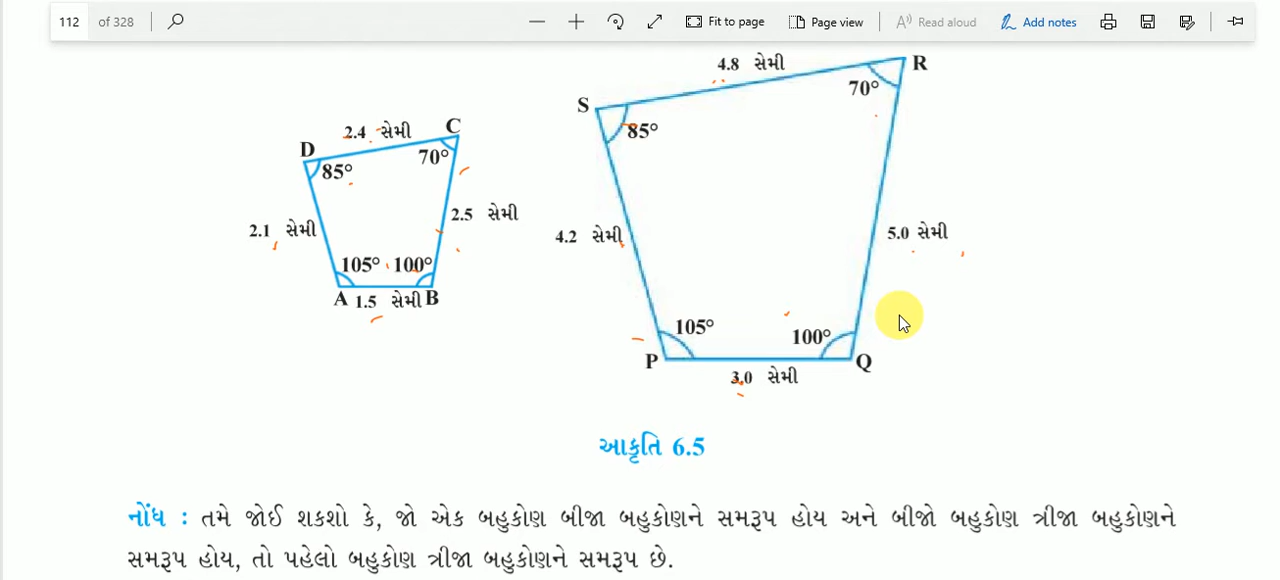 112 of 328 Fit to page Page view Read aloud Add notes
4.8 સેમી R
70°
S
85°
2.4 સેમી C
D
70°
85°
2.5 સેમી
2.1 સેમી
4.2 સેમી
5.0 સેમી
105° 100°
A 1.5 સેમી B
105°
100°
P Q
3.0 સેમી
આકૃતિ 6.5
નોંધ : તમે જોઈ શકશો કે, જો એક બહુકોણ બીજા બહુકોણને સમરૂપ હોય અને બીજો બહુકોણ ત્રીજા બહુકોણને
સમરૂપ હોય, તો પહેલો બહુકોણ ત્રીજા બહુકોણને સમરૂપ છે.